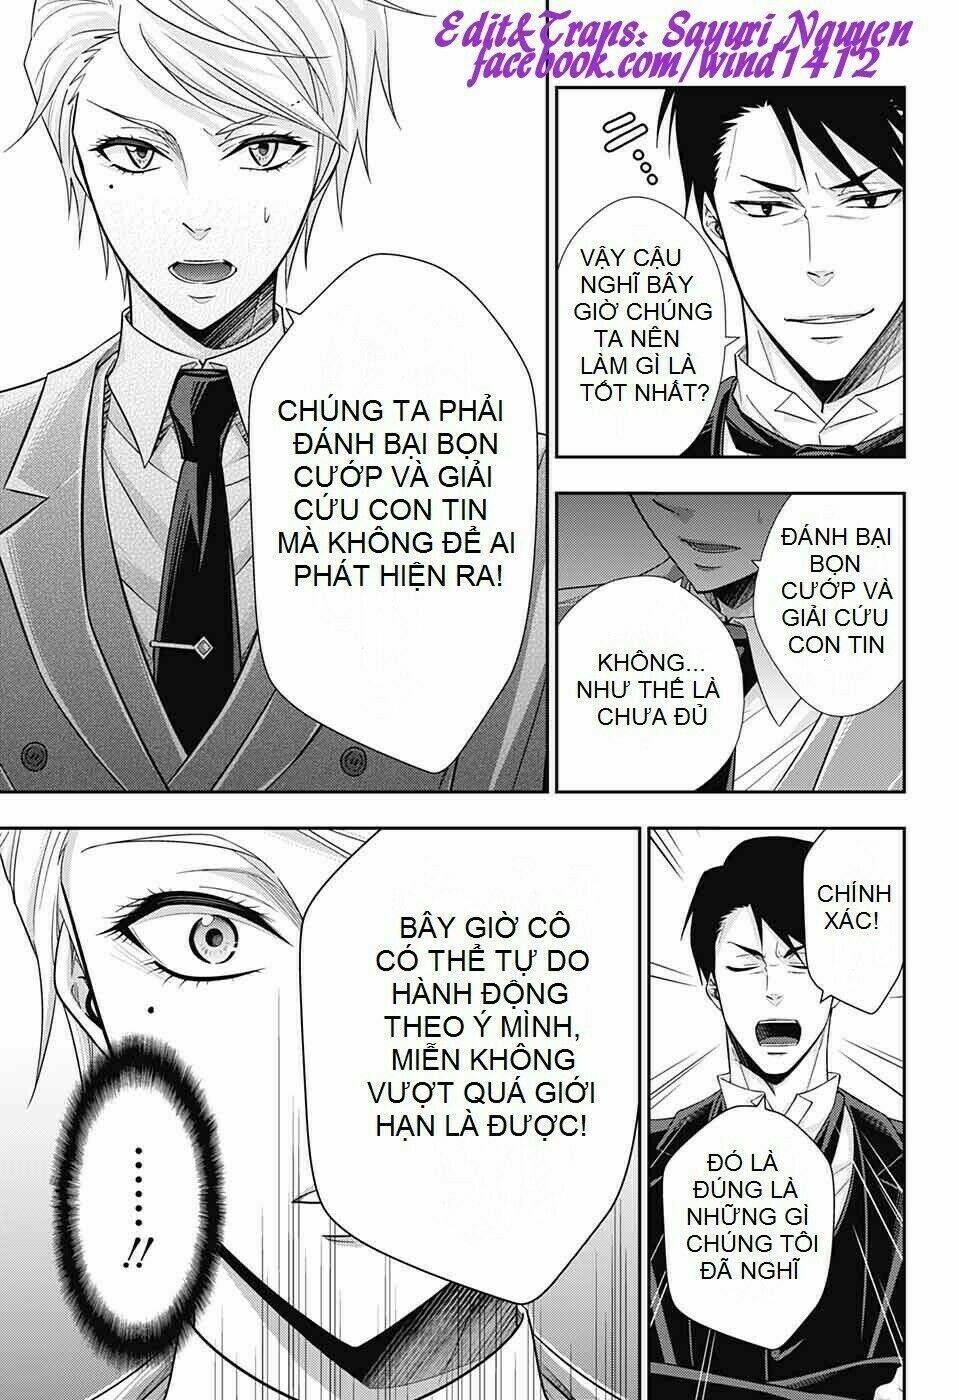 Edit&Trans: Sayuri Nguyen
facebook.com/wind1412
VẬY CẬU
NGHĨ BÂY
GIỜ CHÚNG
TA NÊN
LÀM GÌ LÀ
TỐT NHẤT?
ĐÁNH BẠI
BỌN
CƯỚP VÀ
GIẢI CỨU
CON TIN
KHÔNG...
NHƯ THẾ LÀ
CHƯA ĐỦ
CHÚNG TA PHẢI
ĐÁNH BẠI BỌN
CƯỚP VÀ GIẢI
CỨU CON TIN
MÀ KHÔNG ĐỂ AI
PHÁT HIỆN RA!
CHÍNH
XÁC!
ĐÓ LÀ
ĐÚNG LÀ
NHỮNG GÌ
CHÚNG TÔI
ĐÃ NGHĨ
BÂY GIỜ CÔ
CÓ THỂ TỰ DO
HÀNH ĐỘNG
THEO Ý MÌNH,
MIỄN KHÔNG
VƯỢT QUÁ GIỚI
HẠN LÀ ĐƯỢC!
......!!